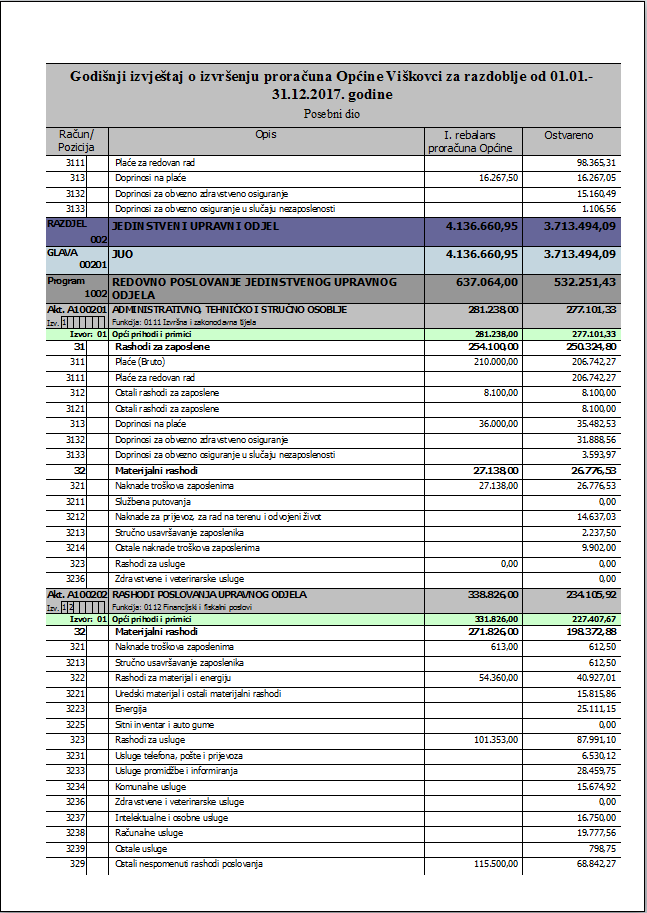 Godišnji izvještaj o izvršenju proračuna Općine Viškovci za razdoblje od 01.01.-
31.12.2017. godine
Posebni dio
Račun/ Pozicija Opis I. rebalans proračuna Općine Ostvareno
3111 Plaće za redovan rad 98.365,31
313 Doprinosi na plaće 16.267,50 16.267,05
3132 Doprinosi za obvezno zdravstveno osiguranje 15.160,49
3133 Doprinosi za obvezno osiguranje u slučaju nezaposlenosti 1.106,56
RAZDJEL 002 JEDINSTVENI UPRAVNI ODJEL 4.136.660,95 3.713.494,09
GLAVA 00201 JUO 4.136.660,95 3.713.494,09
Program 1002 REDOVNO POSLOVANJE JEDINSTVENOG UPRAVNOG ODJELA 637.064,00 532.251,43
Akt. A100201 ADMINISTRATIVNO, TEHNIČKO I STRUČNO OSOBLJE 281.238,00 277.101,33
Izv. 1 Funkcija: 0111 Izvršna i zakonodarna tijela
Izvor: 01 Opći prihodi i primici 281.238,00 277.101,33
31 Rashodi za zaposlene 254.100,00 250.324,80
311 Plaće (Bruto) 210.000,00 206.742,27
3111 Plaće za redovan rad 206.742,27
312 Ostali rashodi za zaposlene 8.100,00 8.100,00
3121 Ostali rashodi za zaposlene 8.100,00
313 Doprinosi na plaće 36.000,00 35.482,53
3132 Doprinosi za obvezno zdravstveno osiguranje 31.888,56
3133 Doprinosi za obvezno osiguranje u slučaju nezaposlenosti 3.593,97
32 Materijalni rashodi 27.138,00 26.776,53
321 Naknade troškova zaposlenima 27.138,00 26.776,53
3211 Službena putovanja 0,00
3212 Naknade za prijevoz, za rad na terenu i odvojeni život 14.637,03
3213 Stručno usavršavanje zaposlenika 2.237,50
3214 Ostale naknade troškova zaposlenima 9.902,00
323 Rashodi za usluge 0,00 0,00
3236 Zdravstvene i veterinarske usluge 0,00
Akt. A100202 RASHODI POSLOVANJA UPRAVNOG ODJELA 338.826,00 234.105,92
Izv. 1 2 Funkcija: 0112 Financijski i fiskalni poslovi
Izvor: 01 Opći prihodi i primici 331.826,00 227.407,67
32 Materijalni rashodi 271.826,00 198.372,88
321 Naknade troškova zaposlenima 613,00 612,50
3213 Stručno usavršavanje zaposlenika 612,50
322 Rashodi za materijal i energiju 54.360,00 40.927,01
3221 Uredski materijal i ostali materijalni rashodi 15.815,86
3223 Energija 25.111,15
3225 Sitni inventar i auto gume 0,00
323 Rashodi za usluge 101.353,00 87.991,10
3231 Usluge telefona, pošte i prijevoza 6.530,12
3233 Usluge promidžbe i informiranja 28.459,75
3234 Komunalne usluge 15.674,92
3236 Zdravstvene i veterinarske usluge 0,00
3237 Intelektualne i osobne usluge 16.750,00
3238 Računalne usluge 19.777,56
3239 Ostale usluge 798,75
329 Ostali nespomenuti rashodi poslovanja 115.500,00 68.842,27